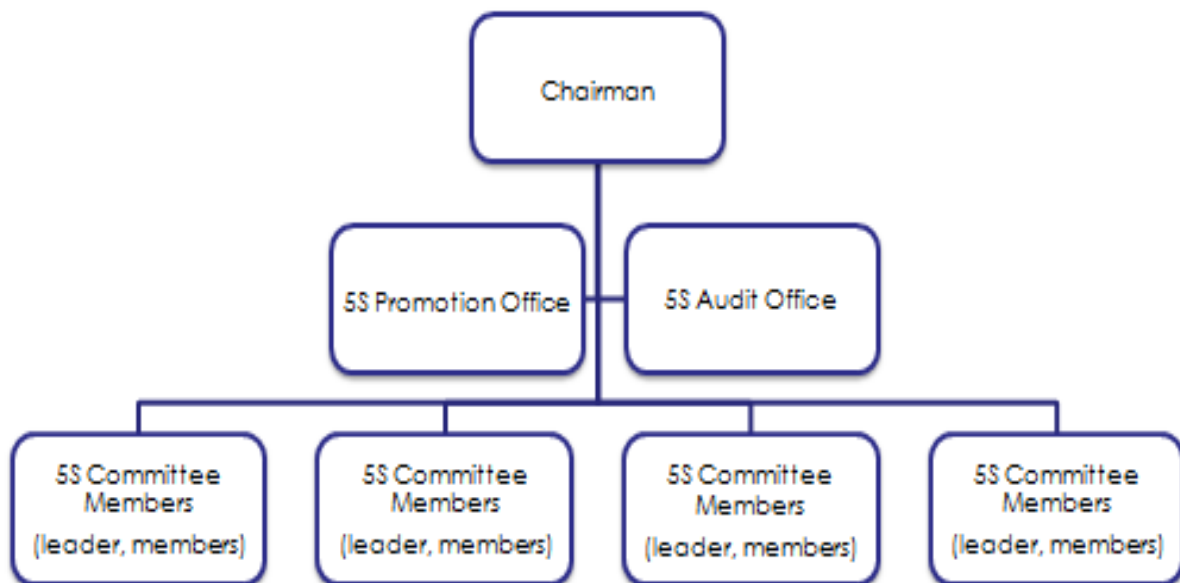 Chairman
5S Promotion Office
5S Audit Office
5S Committee
Members
(leader, members)
5S Committee
Members
(leader, members)
5S Committee
Members
(leader, members)
5S Committee
Members
(leader, members)